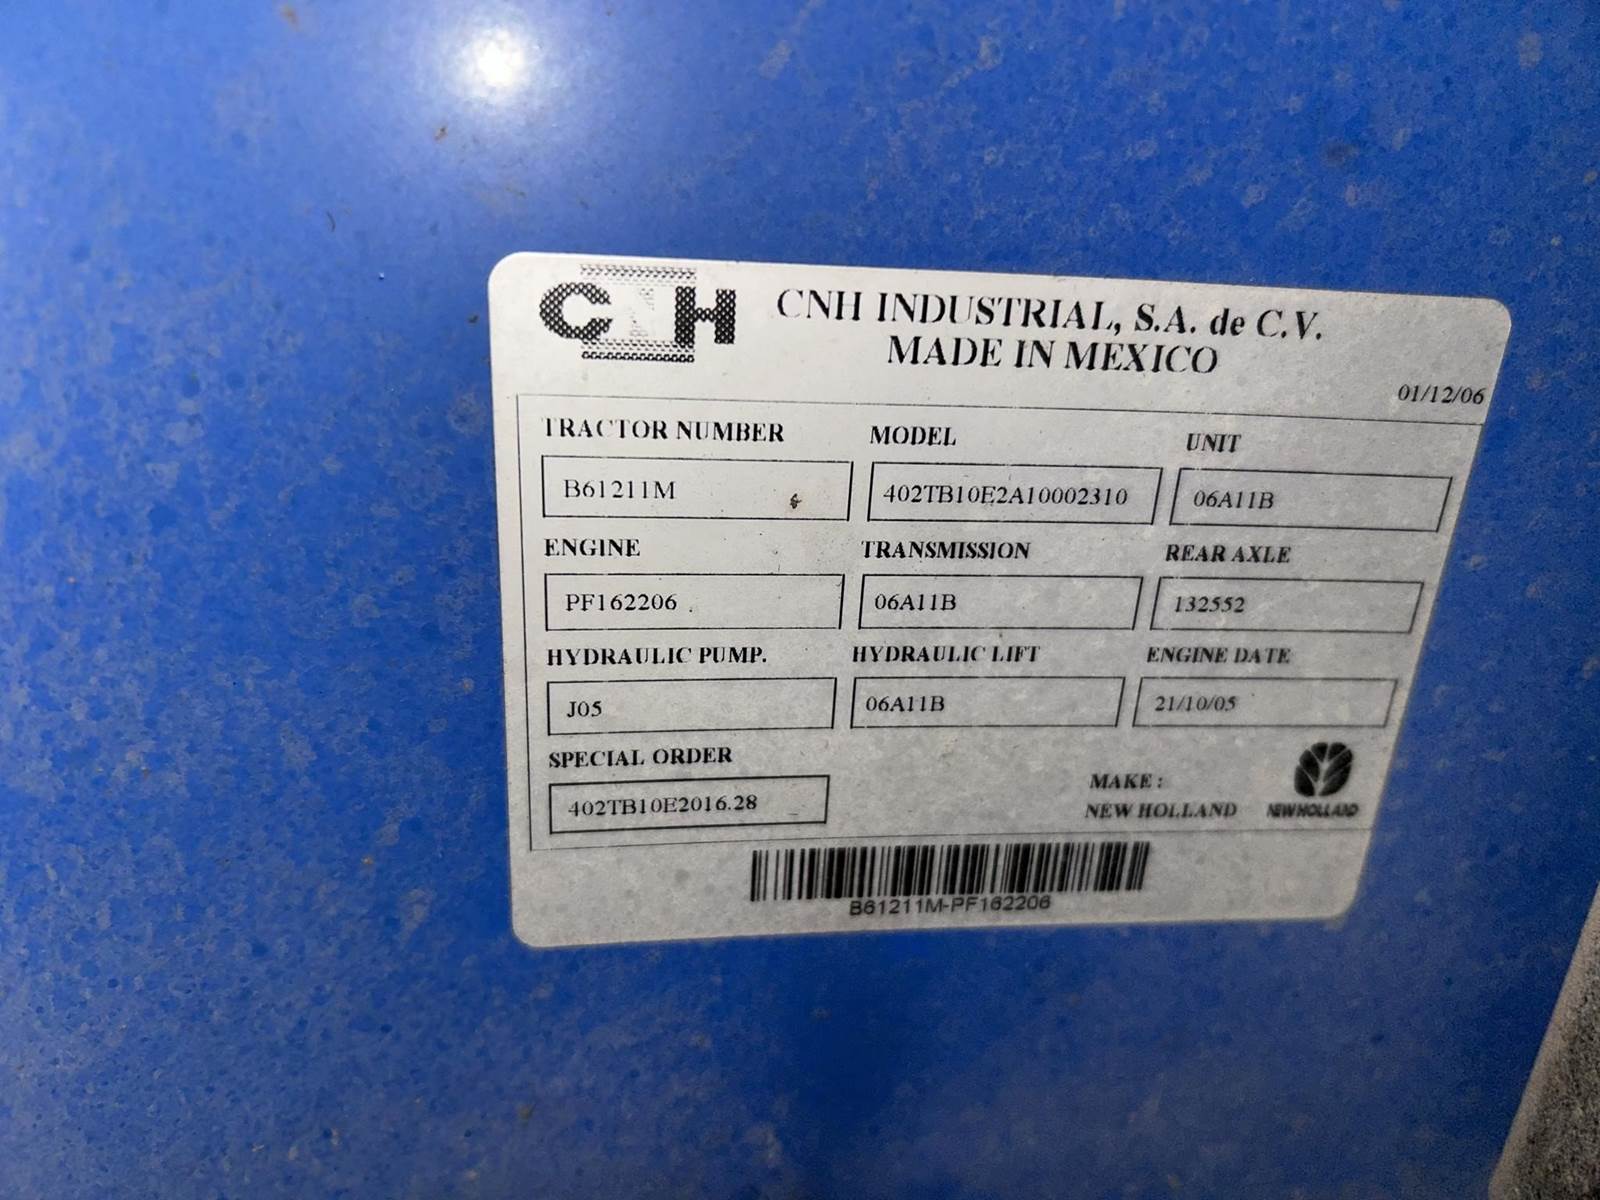 CNH CNH INDUSTRIAL, S.A. de C.V.
MADE IN MEXICO
01/12/06
TRACTOR NUMBER MODEL UNIT
B61211M 402TB10E2A10002310 06A11B
ENGINE TRANSMISSION REAR AXLE
PF162206 06A11B 132552
HYDRAULIC PUMP. HYDRAULIC LIFT ENGINE DATE
J05 06A11B 21/10/05
SPECIAL ORDER
402TB10E2016.28
MAKE :
NEW HOLLAND NEW HOLLAND
B61211M-PF162206